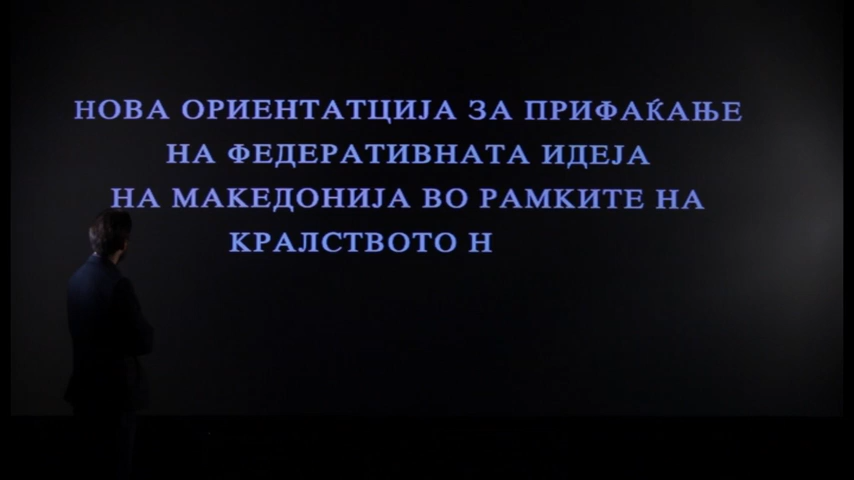 НОВА ОРИЕНТАТЦИЈА ЗА ПРИФАЌАЊЕ
НА ФЕДЕРАТИВНАТА ИДЕЈА
НА МАКЕДОНИЈА ВО РАМКИТЕ НА
КРАЛСТВОТО Н